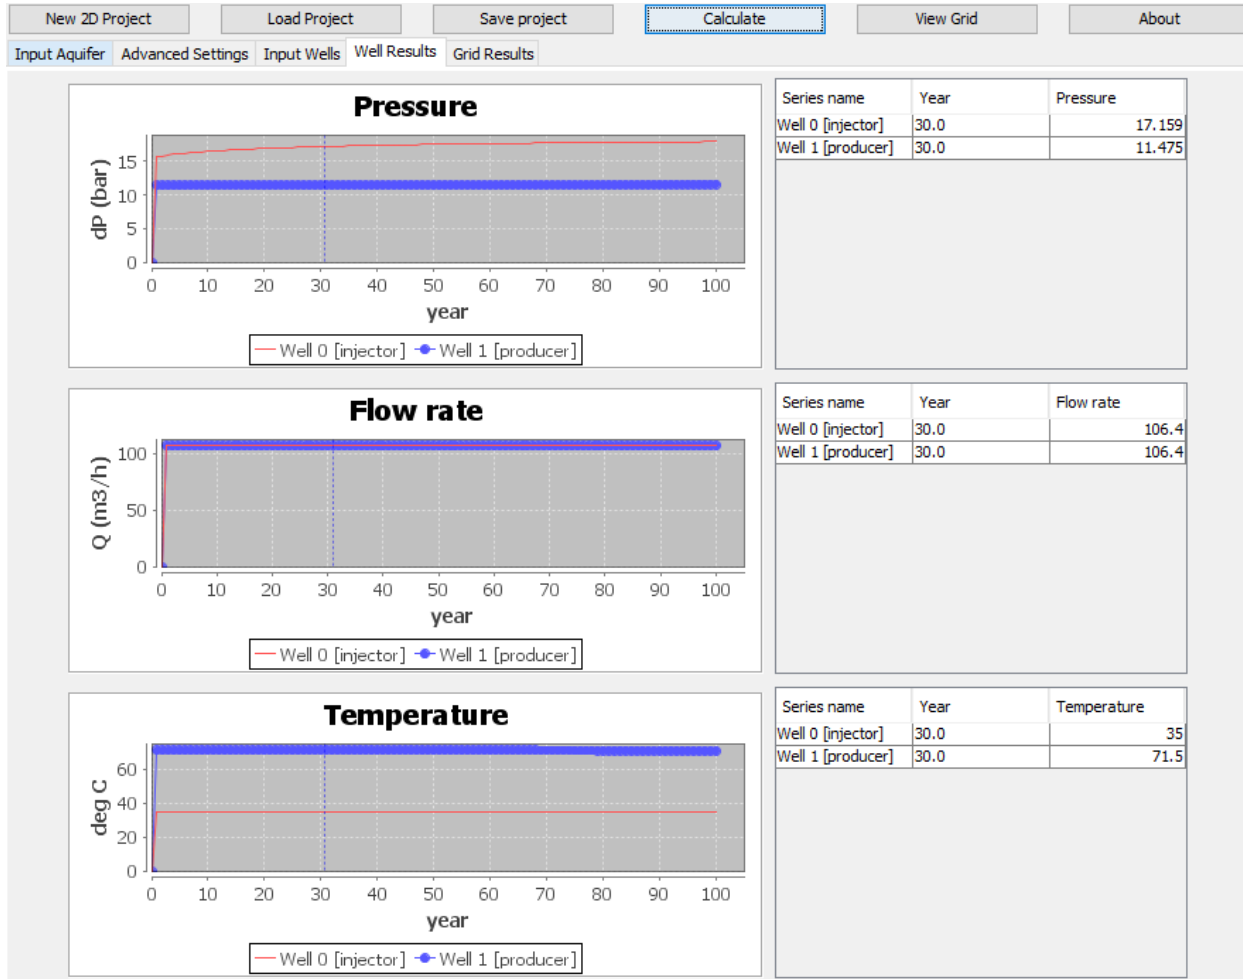 New 2D Project Load Project Save project Calculate View Grid About
Input Aquifer Advanced Settings Input Wells Well Results Grid Results
Pressure
dP (bar)
15
10
5
0
0 10 20 30 40 50 60 70 80 90 100
year
Well 0 [injector] Well 1 [producer]
Series name Year Pressure
Well 0 [injector] 30.0 17.159
Well 1 [producer] 30.0 11.475
Flow rate
Q (m3/h)
100
50
0
0 10 20 30 40 50 60 70 80 90 100
year
Well 0 [injector] Well 1 [producer]
Series name Year Flow rate
Well 0 [injector] 30.0 106.4
Well 1 [producer] 30.0 106.4
Temperature
deg C
60
40
20
0
0 10 20 30 40 50 60 70 80 90 100
year
Well 0 [injector] Well 1 [producer]
Series name Year Temperature
Well 0 [injector] 30.0 35
Well 1 [producer] 30.0 71.5